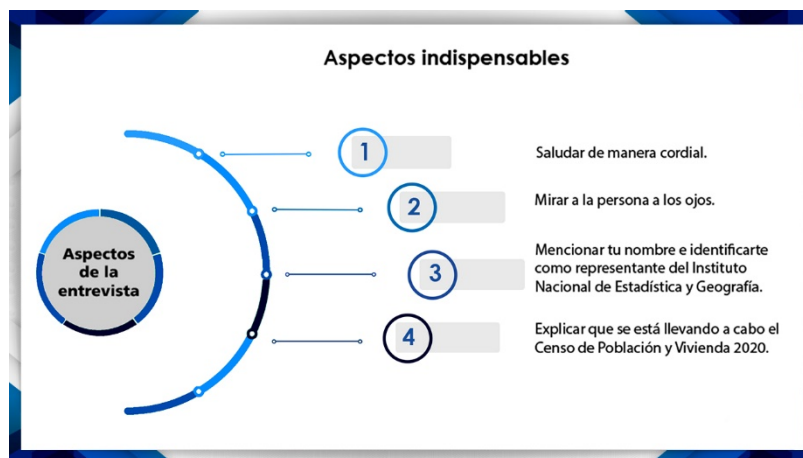 Aspectos indispensables
Aspectos
de la
entrevista
1
Saludar de manera cordial.
2
Mirar a la persona a los ojos.
3
Mencionar tu nombre e identificarte
como representante del Instituto
Nacional de Estadística y Geografía.
4
Explicar que se está llevando a cabo el
Censo de Población y Vivienda 2020.